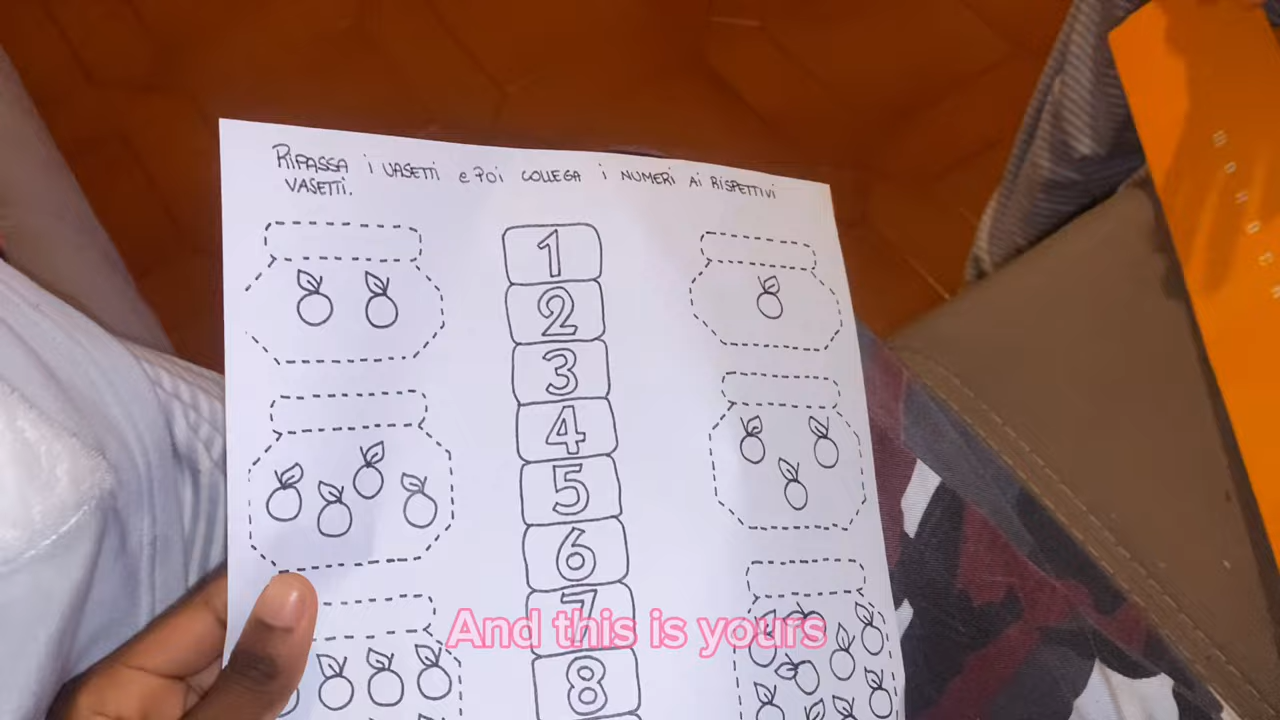 RIPASSA i VASETTI e POI COLLEGA i NUMERI AI RISPETTIVI
VASETTI.
1
2
3
4
5
6
7
8
And this is yours